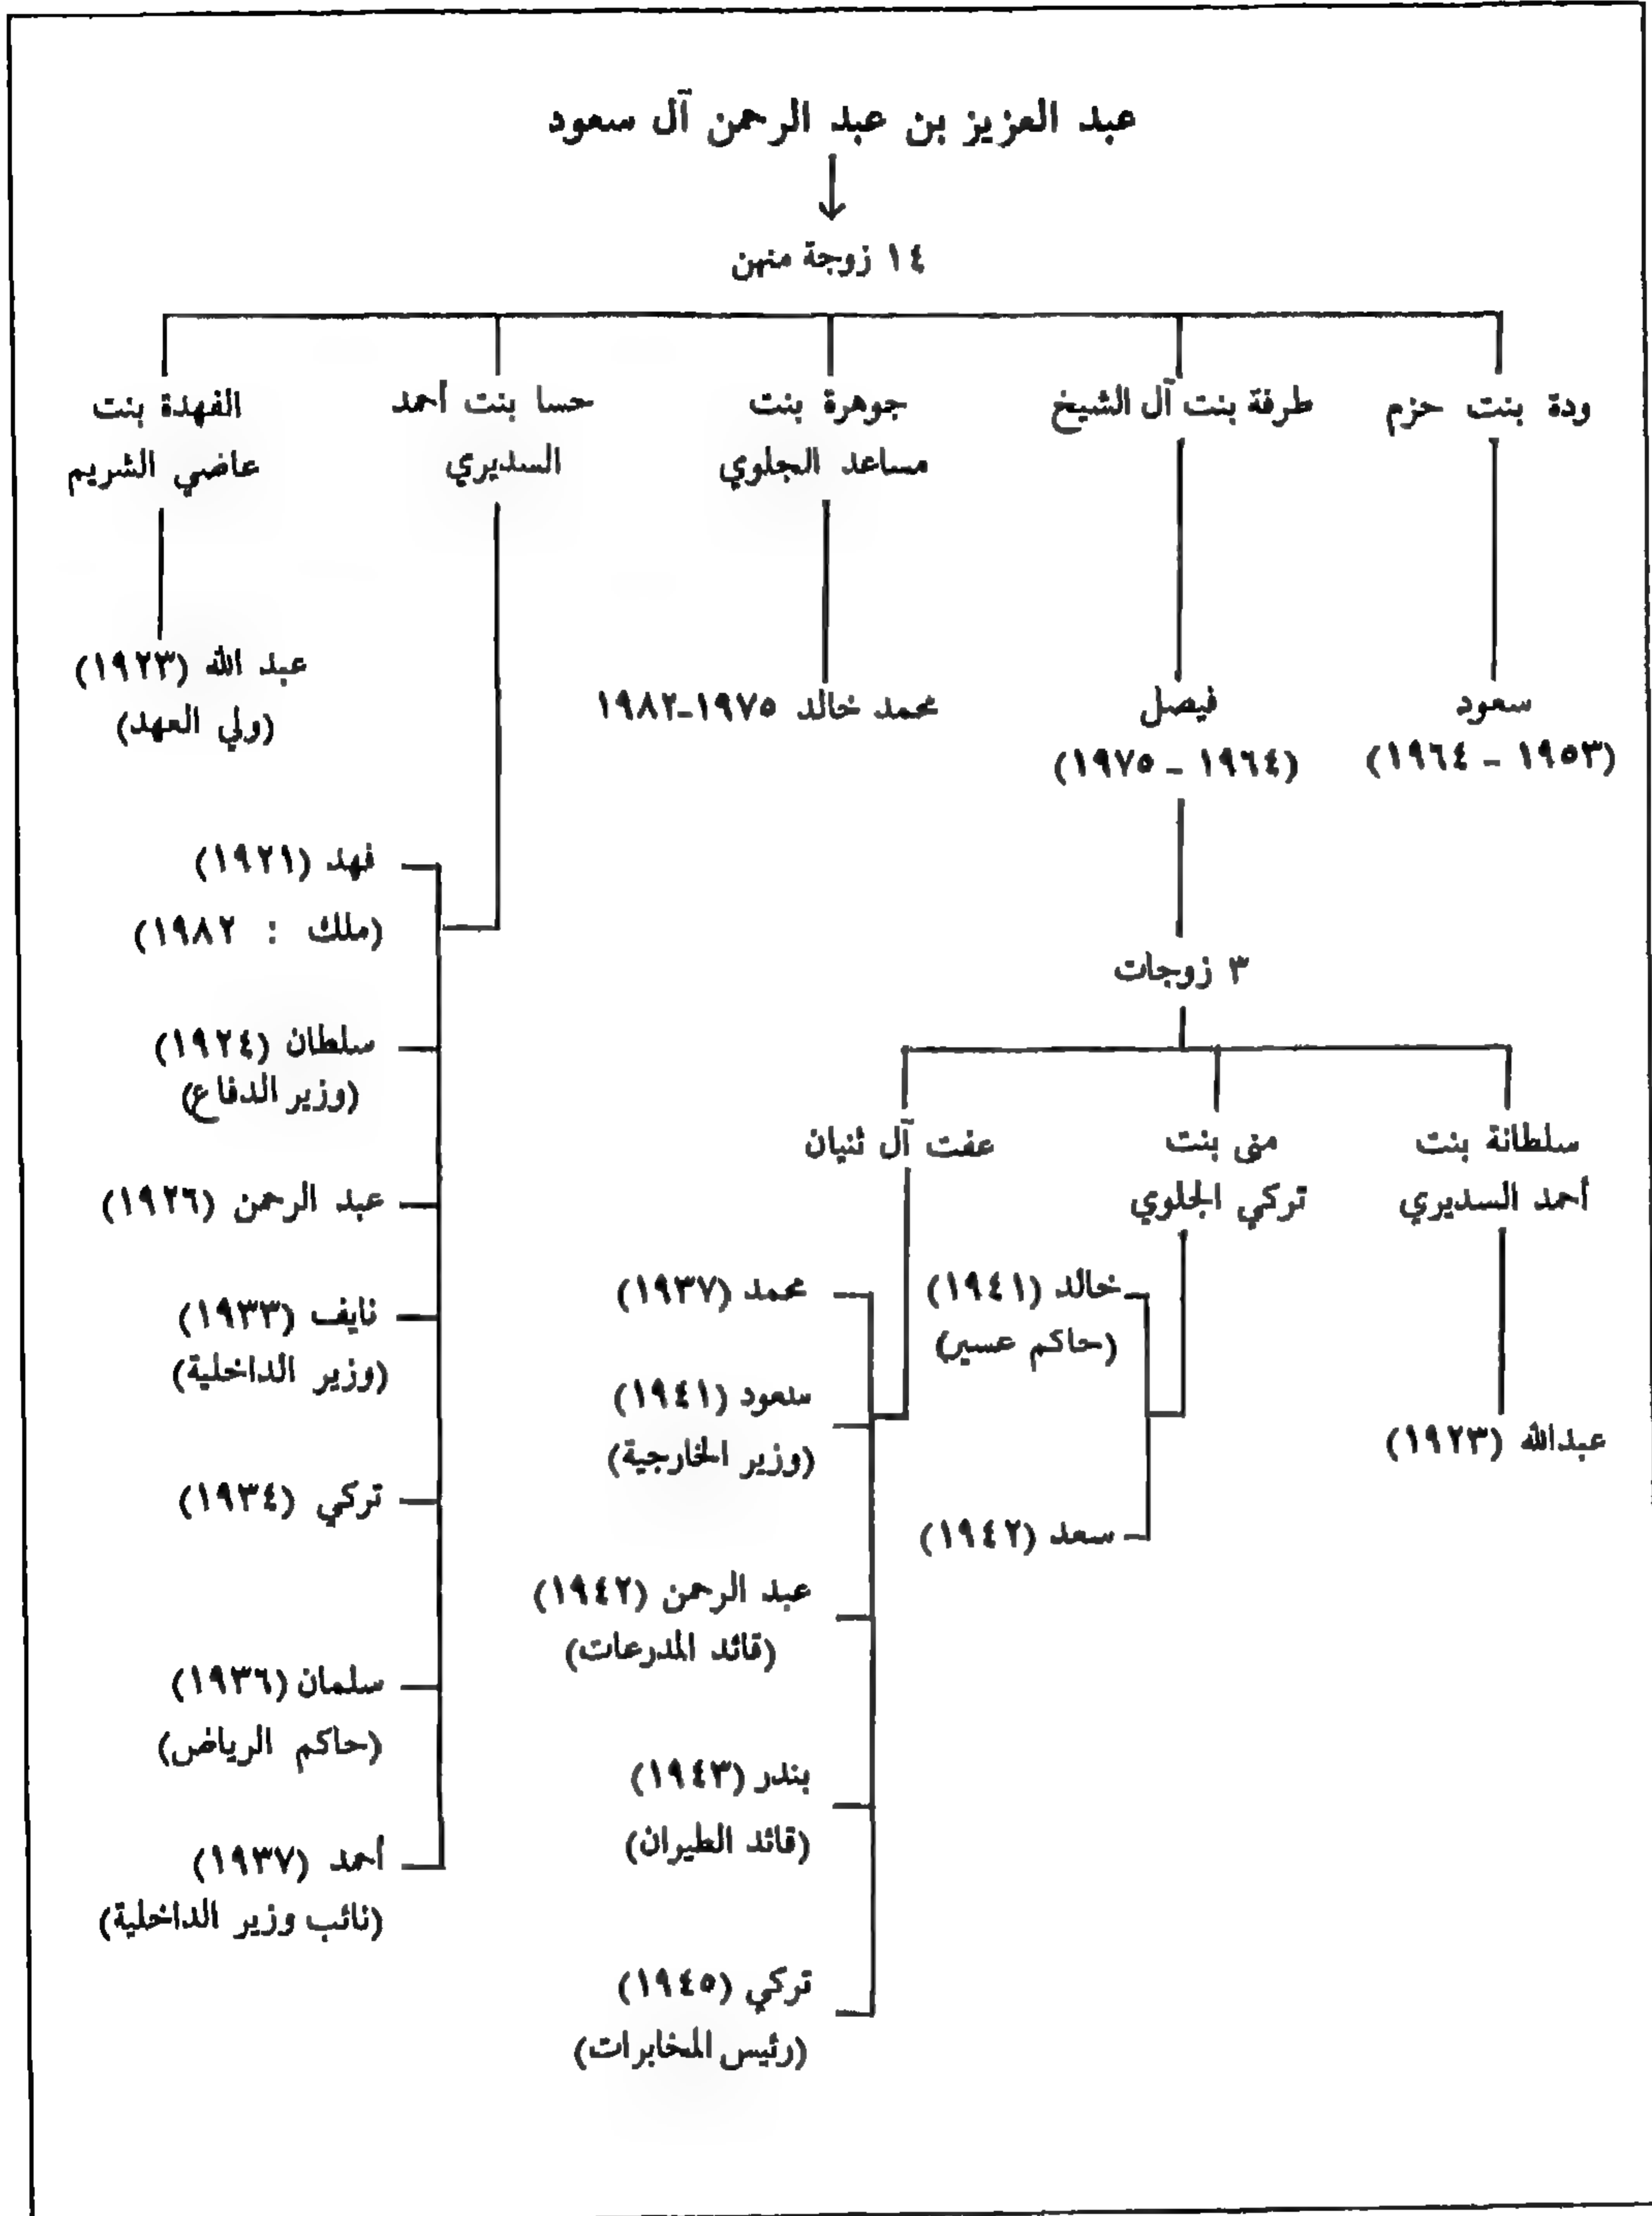 عبد العزيز بن عبد الرحمن آل سعود
١٤ زوجة منهن
ودة بنت حزم
سعود
(١٩٥٣ - ١٩٦٤)
طرفة بنت آل الشيخ
فيصل
(١٩٦٤ - ١٩٧٥)
٣ زوجات
سلطانة بنت
أحمد السديري
عبدالله (١٩٢٣)
منى بنت
تركي الجلوي
خالد (١٩٤١)
(حاكم عسير)
سعد (١٩٤٢)
عفت آل ثنيان
محمد (١٩٣٧)
سعود (١٩٤١)
(وزير الخارجية)
عبد الرحمن (١٩٤٢)
(قائد المدرعات)
بندر (١٩٤٣)
(قائد الطيران)
تركي (١٩٤٥)
(رئيس المخابرات)
جوهرة بنت
مساعد الجلوي
محمد خالد ١٩٧٥-١٩٨٢
حسا بنت أحمد
السديري
فهد (١٩٢١)
(ملك : ١٩٨٢)
سلطان (١٩٢٤)
(وزير الدفاع)
عبد الرحمن (١٩٢٦)
نايف (١٩٣٣)
(وزير الداخلية)
تركي (١٩٣٤)
سلمان (١٩٣٦)
(حاكم الرياض)
أحمد (١٩٣٧)
(نائب وزير الداخلية)
الفهدة بنت
عاضي الشريم
عبد الله (١٩٢٣)
(ولي العهد)